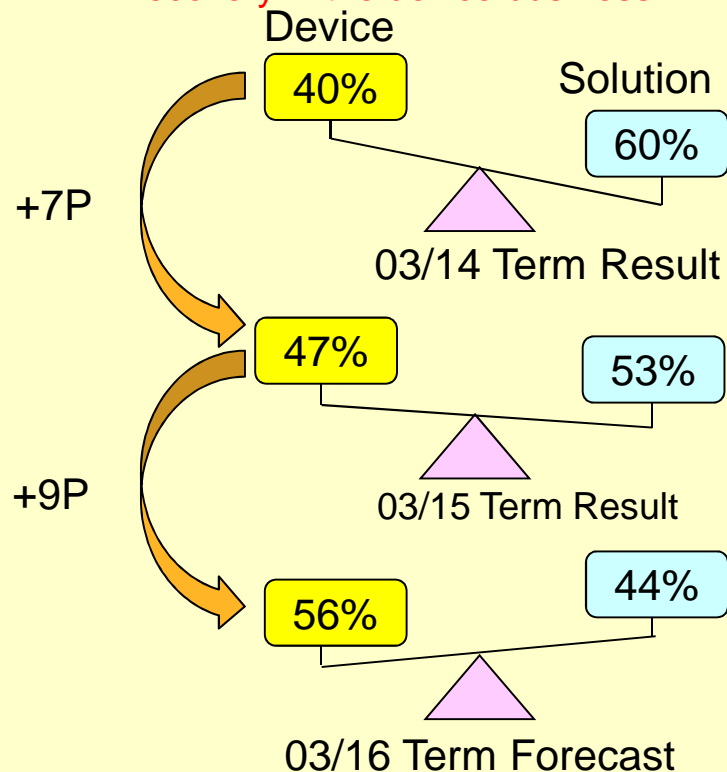 Device
40%
Solution
60%
+7P
03/14 Term Result
47%
53%
+9P
03/15 Term Result
56%
44%
03/16 Term Forecast